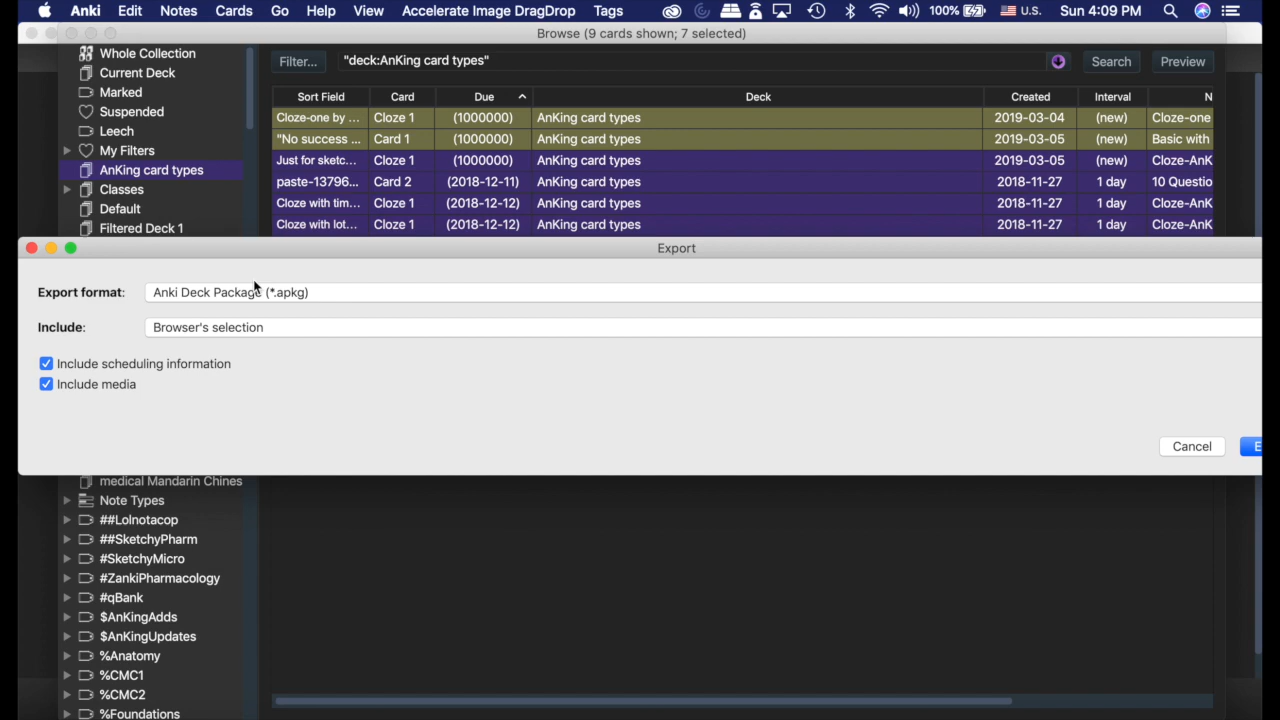 Anki Edit Notes Cards Go Help View Accelerate Image DragDrop Tags 100% U.S. Sun 4:09 PM
Browse (9 cards shown; 7 selected)
Whole Collection
Current Deck
Marked
Suspended
Leech
My Filters
AnKing card types
Classes
Default
Filtered Deck 1
Filter... "deck:AnKing card types" Search Preview
Sort Field Card Due Deck Created Interval N
Cloze-one by ... Cloze 1 (1000000) AnKing card types 2019-03-04 (new) Cloze-one
"No success ... Card 1 (1000000) AnKing card types 2019-03-05 (new) Basic with
Just for sketc... Cloze 1 (1000000) AnKing card types 2019-03-05 (new) Cloze-AnK
paste-13796... Card 2 (2018-12-11) AnKing card types 2018-11-27 1 day 10 Questio
Cloze with tim... Cloze 1 (2018-12-12) AnKing card types 2018-11-27 1 day Cloze-AnK
Cloze with lot... Cloze 1 (2018-12-12) AnKing card types 2018-11-27 1 day Cloze-AnK
Export
Export format: Anki Deck Package (*.apkg)
Include: Browser's selection
Include scheduling information
Include media
Cancel E
medical Mandarin Chines
Note Types
##Lolnotacop
##SketchyPharm
#SketchyMicro
#ZankiPharmacology
#qBank
$AnKingAdds
$AnKingUpdates
%Anatomy
%CMC1
%CMC2
%Foundations